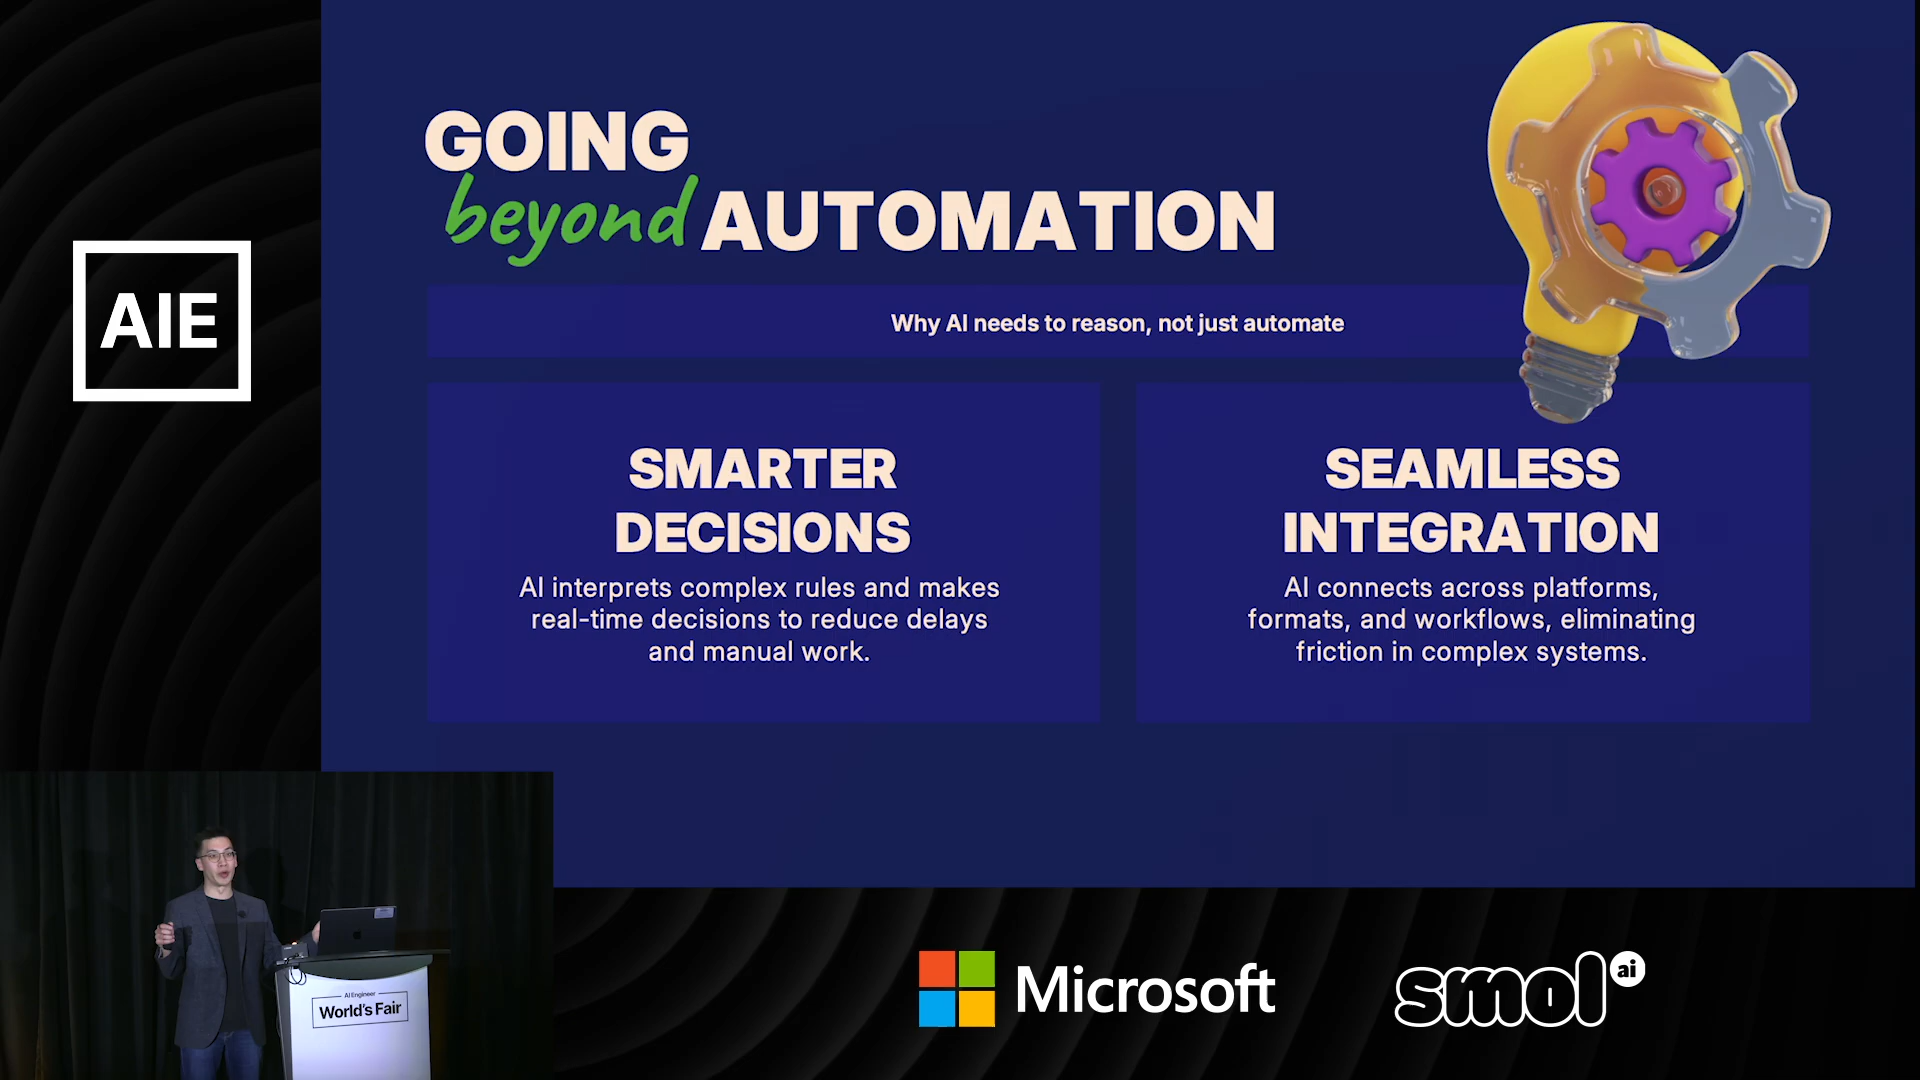 AIE
GOING
beyond AUTOMATION
Why AI needs to reason, not just automate
SMARTER
DECISIONS
AI interprets complex rules and makes
real-time decisions to reduce delays
and manual work.
SEAMLESS
INTEGRATION
AI connects across platforms,
formats, and workflows, eliminating
friction in complex systems.
AI Engineer
World's Fair
Microsoft
smol ai